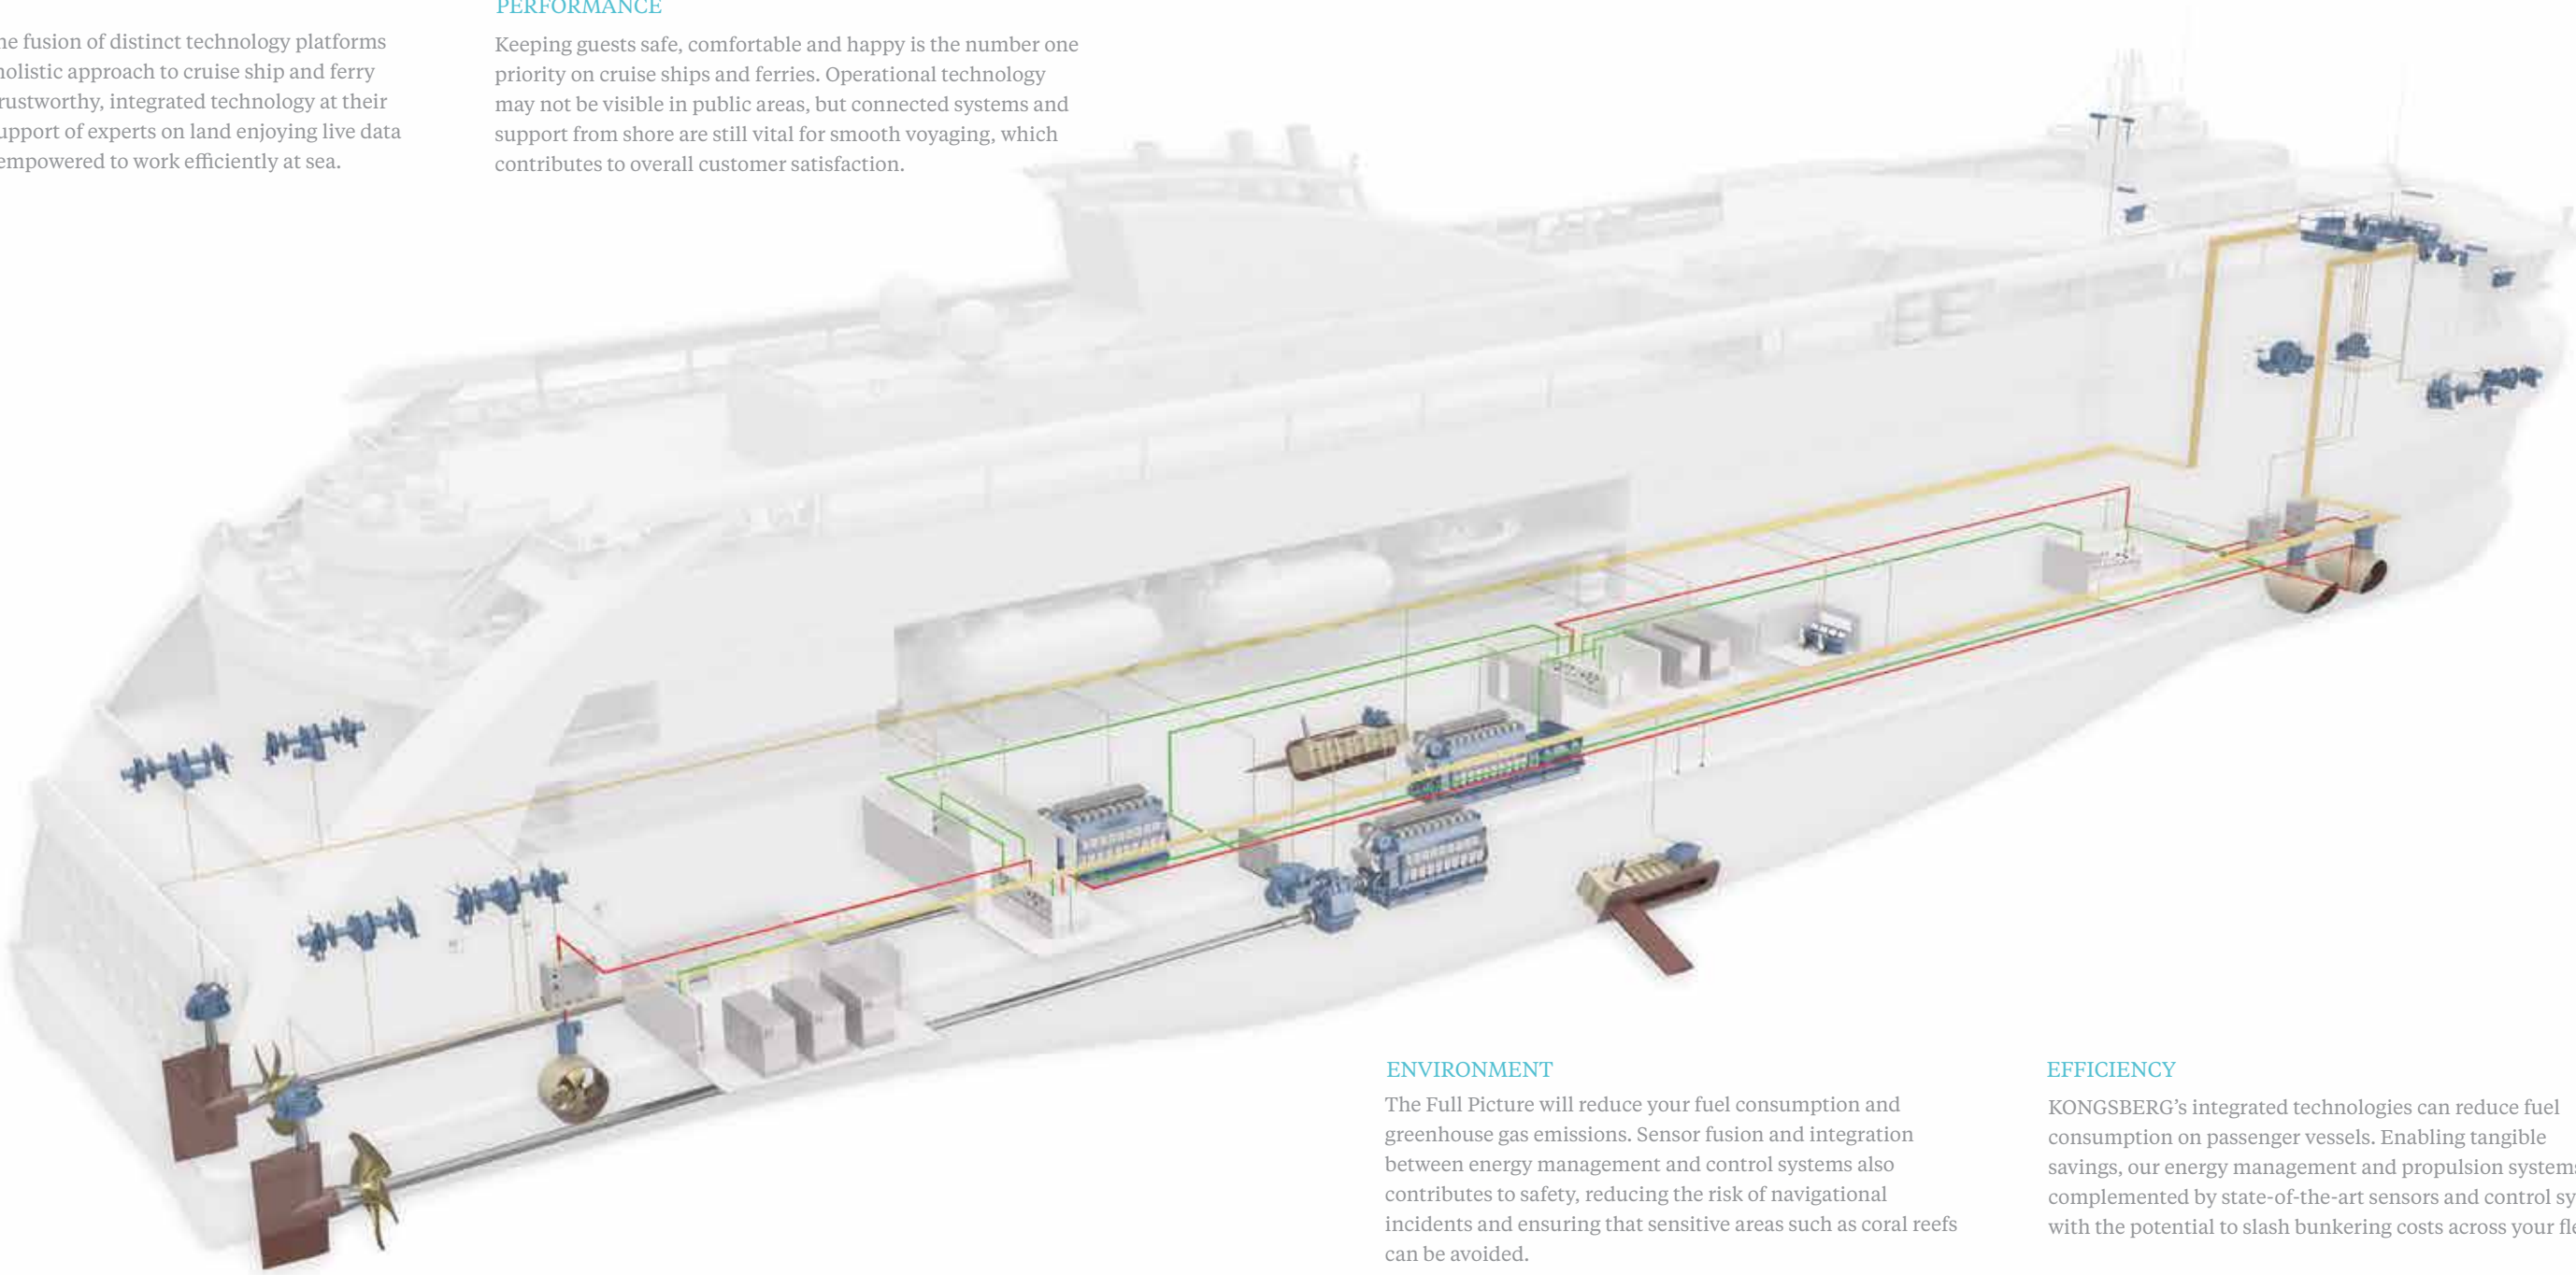 fusion of distinct technology platforms
holistic approach to cruise ship and ferry
trustworthy, integrated technology at their
support of experts on land enjoying live data
empowered to work efficiently at sea.
PERFORMANCE
Keeping guests safe, comfortable and happy is the number one
priority on cruise ships and ferries. Operational technology
may not be visible in public areas, but connected systems and
support from shore are still vital for smooth voyaging, which
contributes to overall customer satisfaction.
ENVIRONMENT
The Full Picture will reduce your fuel consumption and
greenhouse gas emissions. Sensor fusion and integration
between energy management and control systems also
contributes to safety, reducing the risk of navigational
incidents and ensuring that sensitive areas such as coral reefs
can be avoided.
EFFICIENCY
KONGSBERG’s integrated technologies can reduce fuel
consumption on passenger vessels. Enabling tangible
savings, our energy management and propulsion systems
complemented by state-of-the-art sensors and control
with the potential to slash bunkering costs across your